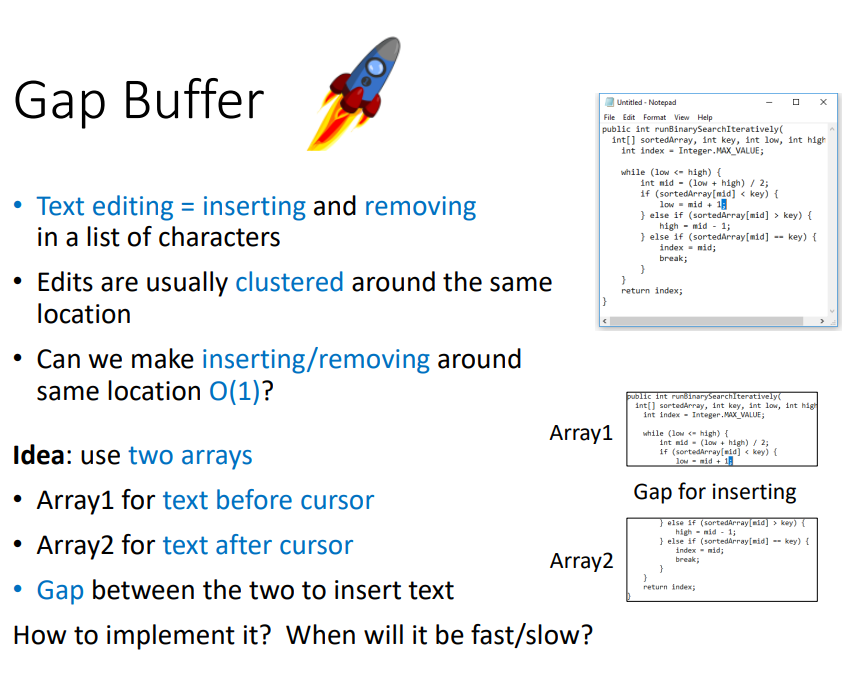 Gap Buffer
• Text editing = inserting and removing
in a list of characters
• Edits are usually clustered around the same
location
• Can we make inserting/removing around
same location O(1)?
Idea: use two arrays
• Array1 for text before cursor
• Array2 for text after cursor
• Gap between the two to insert text
How to implement it?  When will it be fast/slow?
Untitled - Notepad
File Edit Format View Help
public int runBinarySearchIteratively(
int[] sortedArray, int key, int low, int high
int index = Integer.MAX_VALUE;
while (low <= high) {
int mid = (low + high) / 2;
if (sortedArray[mid] < key) {
low = mid + 1;
} else if (sortedArray[mid] > key) {
high = mid - 1;
} else if (sortedArray[mid] == key) {
index = mid;
break;
}
}
return index;
}
Array1
public int runBinarySearchIteratively(
int[] sortedArray, int key, int low, int high
int index = Integer.MAX_VALUE;
while (low <= high) {
int mid = (low + high) / 2;
if (sortedArray[mid] < key) {
low = mid + 1;
Gap for inserting
Array2
} else if (sortedArray[mid] > key) {
high = mid - 1;
} else if (sortedArray[mid] == key) {
index = mid;
break;
}
}
return index;
}